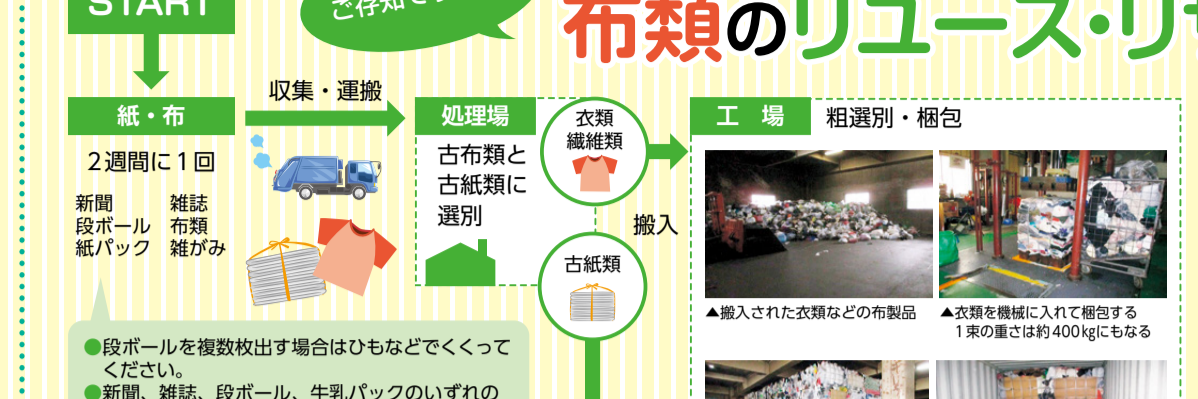 START
ご存知で
布類のリユース・リ
紙・布
収集・運搬
2週間に1回
新聞 雑誌
段ボール 布類
紙パック 雑がみ
処理場
古布類と
古紙類に
選別
衣類
繊維類
古紙類
搬入
工場 粗選別・梱包
▲搬入された衣類などの布製品
▲衣類を機械に入れて梱包する
1束の重さは約400㎏にもなる
●段ボールを複数枚出す場合はひもなどでくくって
ください。
●新聞、雑誌、段ボール、牛乳パックのいずれの